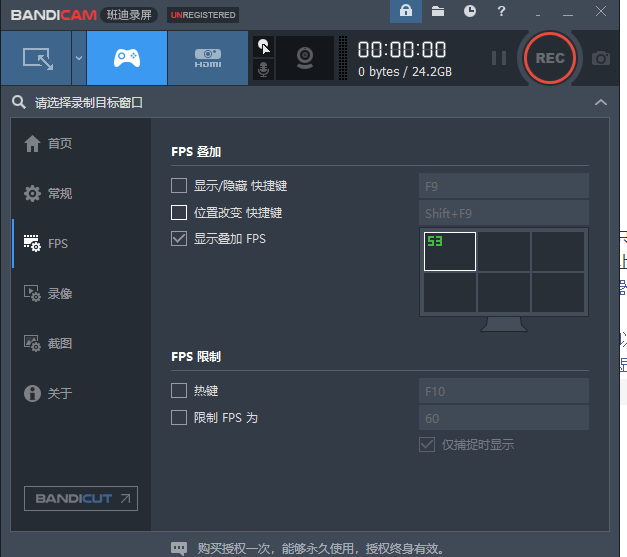 BANDICAM 班迪录屏 UNREGISTERED ?
HDMI
00:00:00
0 bytes / 24.2GB
REC
请选择录制目标窗口
首页
常规
FPS
录像
截图
关于
BANDICUT
FPS 叠加
显示/隐藏 快捷键 F9
位置改变 快捷键 Shift+F9
显示叠加 FPS
53
FPS 限制
热键 F10
限制 FPS 为 60
仅捕捉时显示
购买授权一次，能够永久使用，授权终身有效。